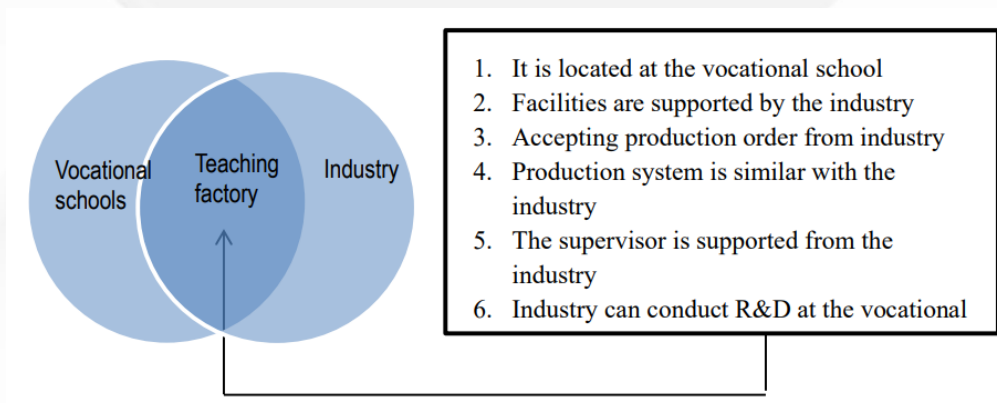 Vocational
schools
Teaching
factory
Industry
1. It is located at the vocational school
2. Facilities are supported by the industry
3. Accepting production order from industry
4. Production system is similar with the
industry
5. The supervisor is supported from the
industry
6. Industry can conduct R&D at the vocational